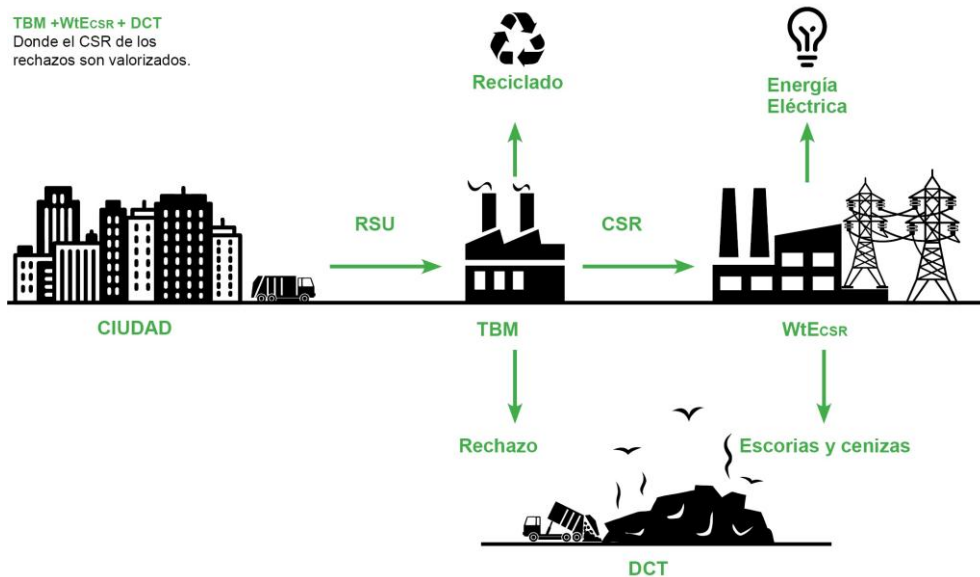 TBM +WtEcsr + DCT
Donde el CSR de los
rechazos son valorizados.
Reciclado
Energía
Eléctrica
RSU
CSR
CIUDAD
TBM
WtEcsr
Rechazo
Escorias y cenizas
DCT